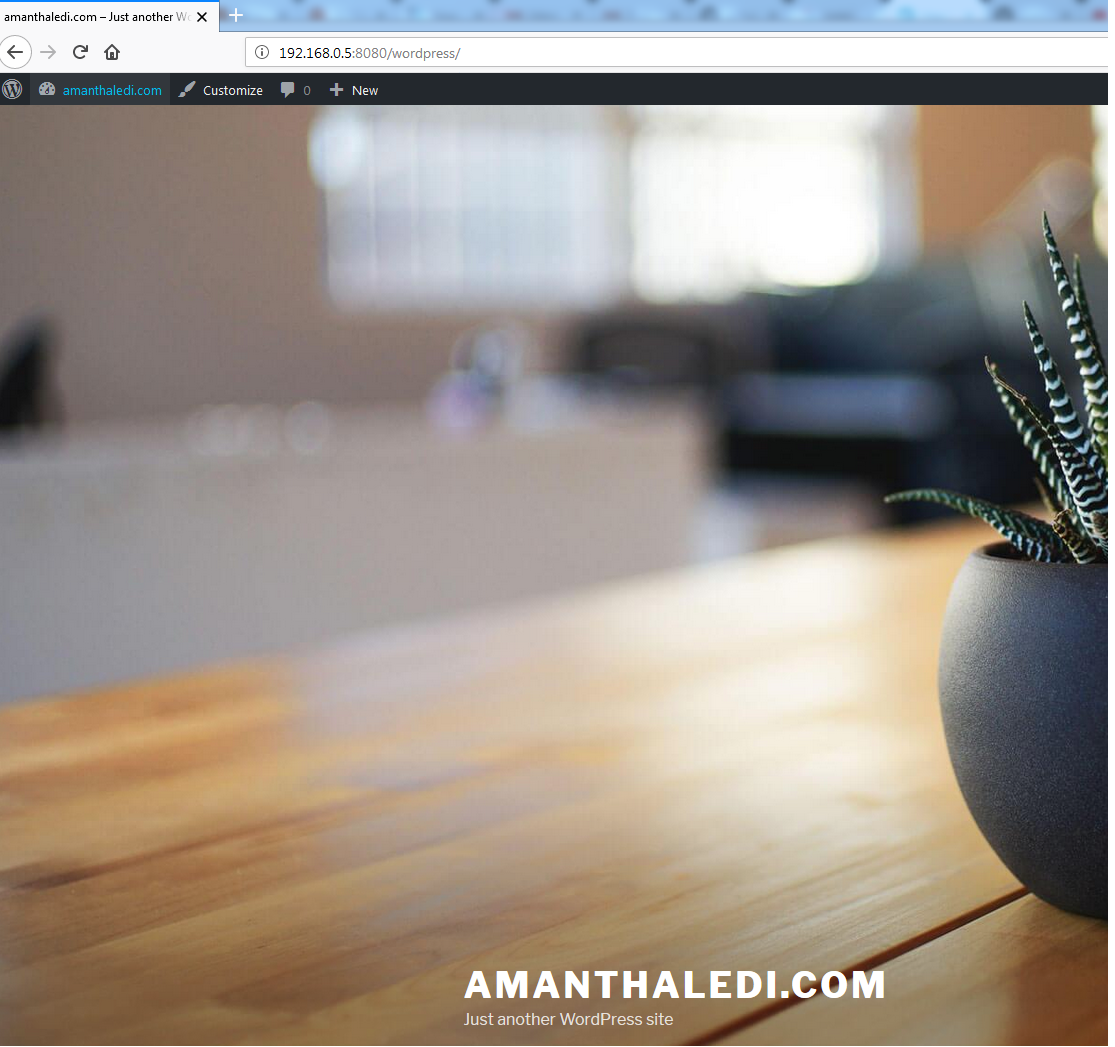 amanthaledi.com – Just another Wo
192.168.0.5:8080/wordpress/
amanthaledi.com Customize 0 New
AMANTHALEDI.COM
Just another WordPress site